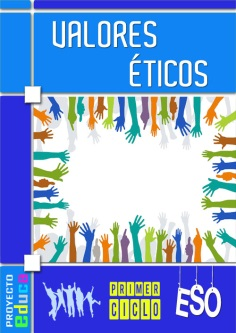 VALORES
ÉTICOS
PROYECTO
educa
PRIMER
CICLO
ESO